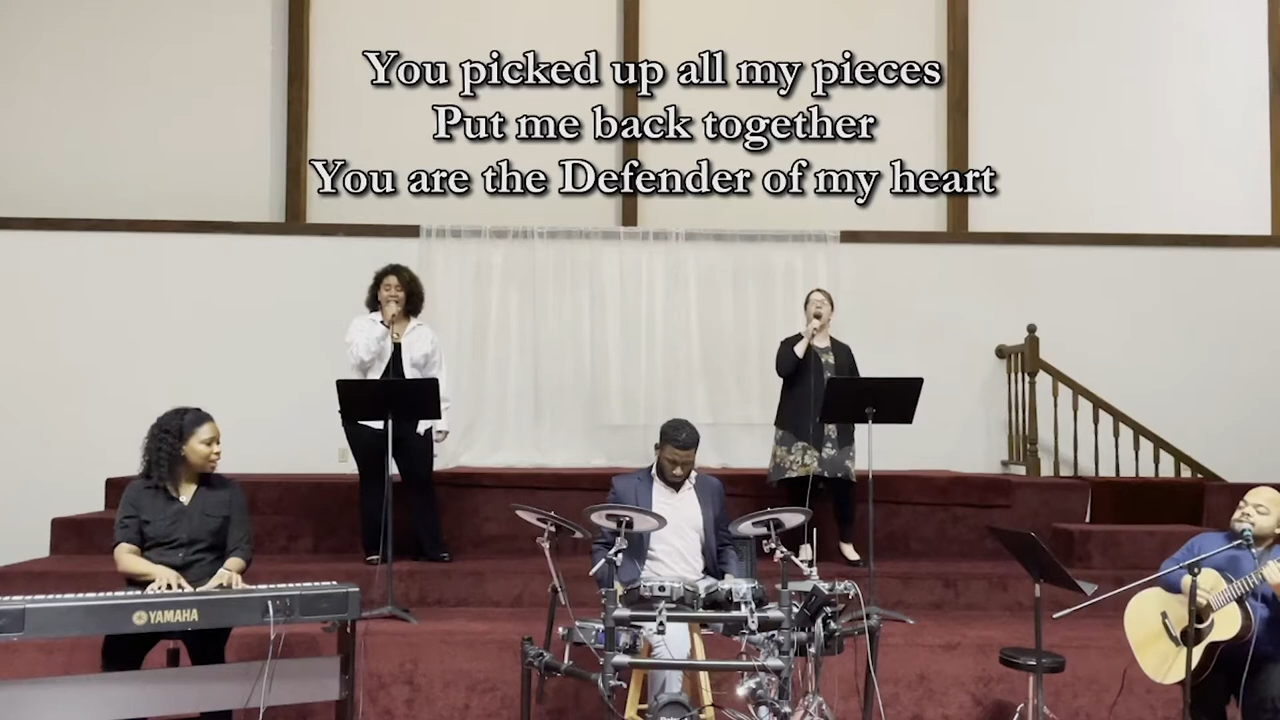 You picked up all my pieces
Put me back together
You are the Defender of my heart
YAMAHA